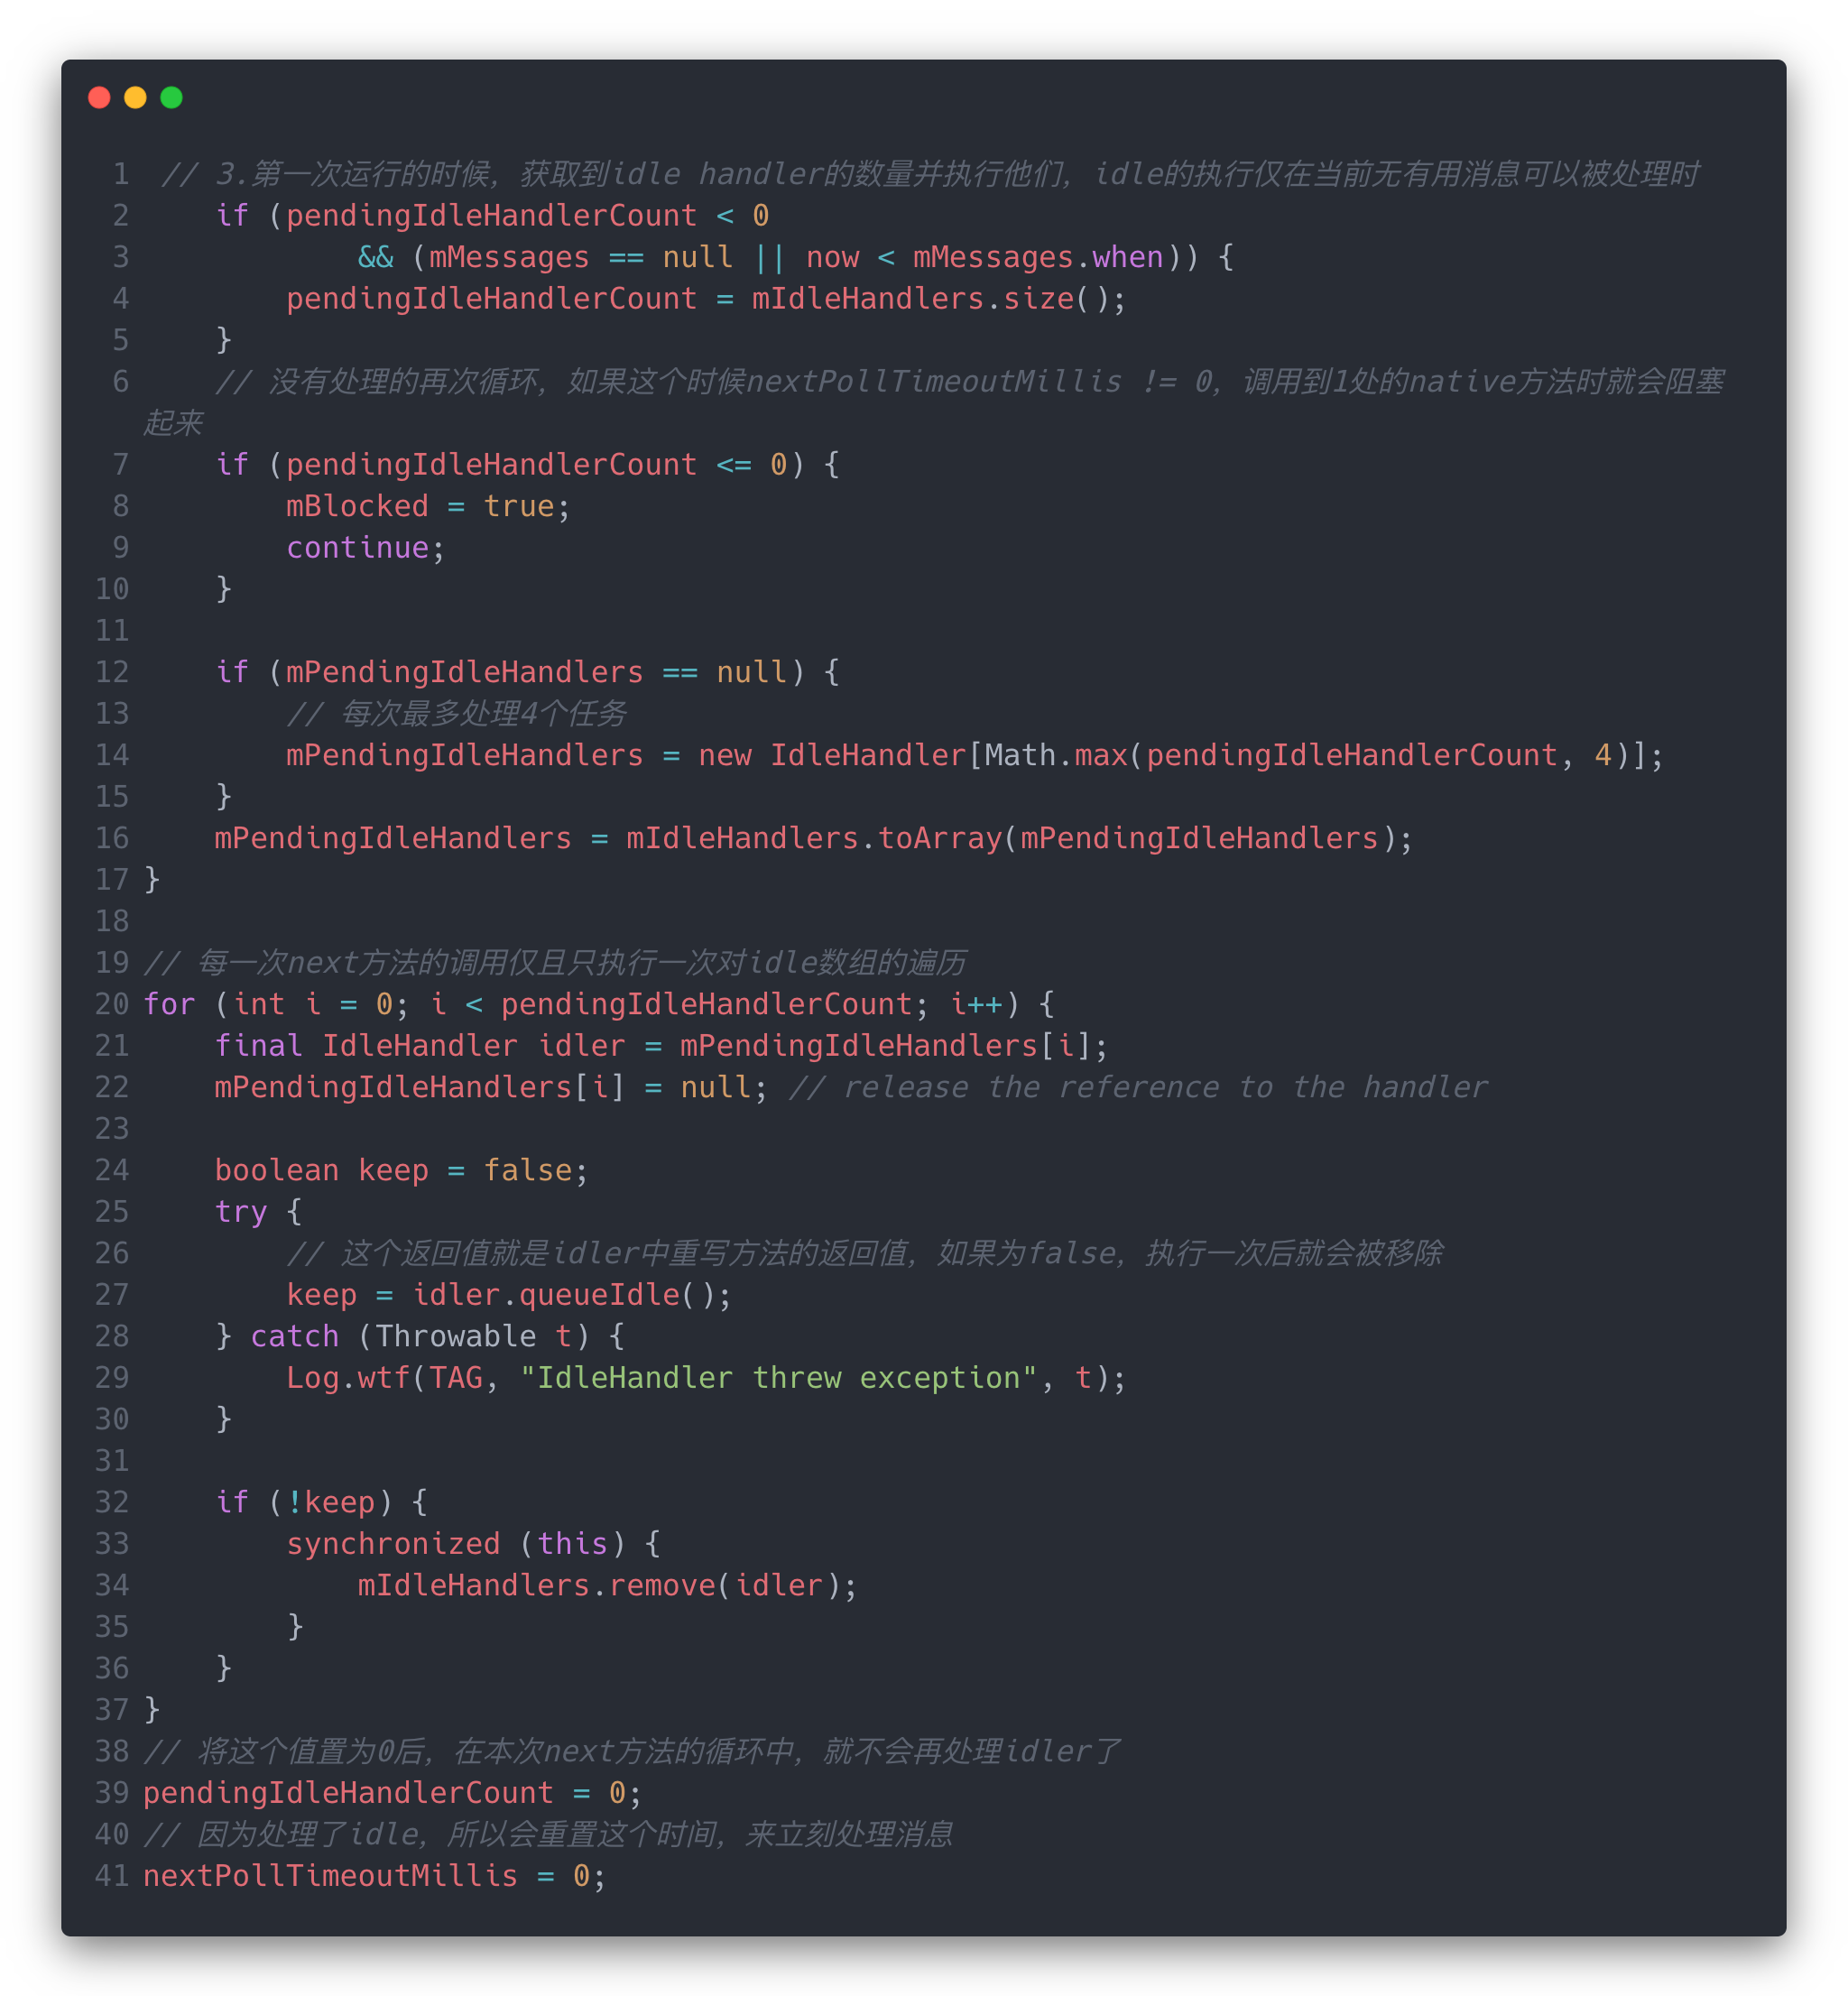 1 // 3.第一次运行的时候，获取到idle handler的数量并执行他们，idle的执行仅在当前无有用消息可以被处理时
2 if (pendingIdleHandlerCount < 0
3 && (mMessages == null || now < mMessages.when)) {
4 pendingIdleHandlerCount = mIdleHandlers.size();
5 }
6 // 没有处理的再次循环，如果这个时候nextPollTimeoutMillis != 0，调用到1处的native方法时就会阻塞
起来
7 if (pendingIdleHandlerCount <= 0) {
8 mBlocked = true;
9 continue;
10 }
11
12 if (mPendingIdleHandlers == null) {
13 // 每次最多处理4个任务
14 mPendingIdleHandlers = new IdleHandler[Math.max(pendingIdleHandlerCount, 4)];
15 }
16 mPendingIdleHandlers = mIdleHandlers.toArray(mPendingIdleHandlers);
17 }
18
19 // 每一次next方法的调用仅且只执行一次对idle数组的遍历
20 for (int i = 0; i < pendingIdleHandlerCount; i++) {
21 final IdleHandler idler = mPendingIdleHandlers[i];
22 mPendingIdleHandlers[i] = null; // release the reference to the handler
23
24 boolean keep = false;
25 try {
26 // 这个返回值就是idler中重写方法的返回值，如果为false，执行一次后就会被移除
27 keep = idler.queueIdle();
28 } catch (Throwable t) {
29 Log.wtf(TAG, "IdleHandler threw exception", t);
30 }
31
32 if (!keep) {
33 synchronized (this) {
34 mIdleHandlers.remove(idler);
35 }
36 }
37 }
38 // 将这个值置为0后，在本次next方法的循环中，就不会再处理idler了
39 pendingIdleHandlerCount = 0;
40 // 因为处理了idle，所以会重置这个时间，来立刻处理消息
41 nextPollTimeoutMillis = 0;